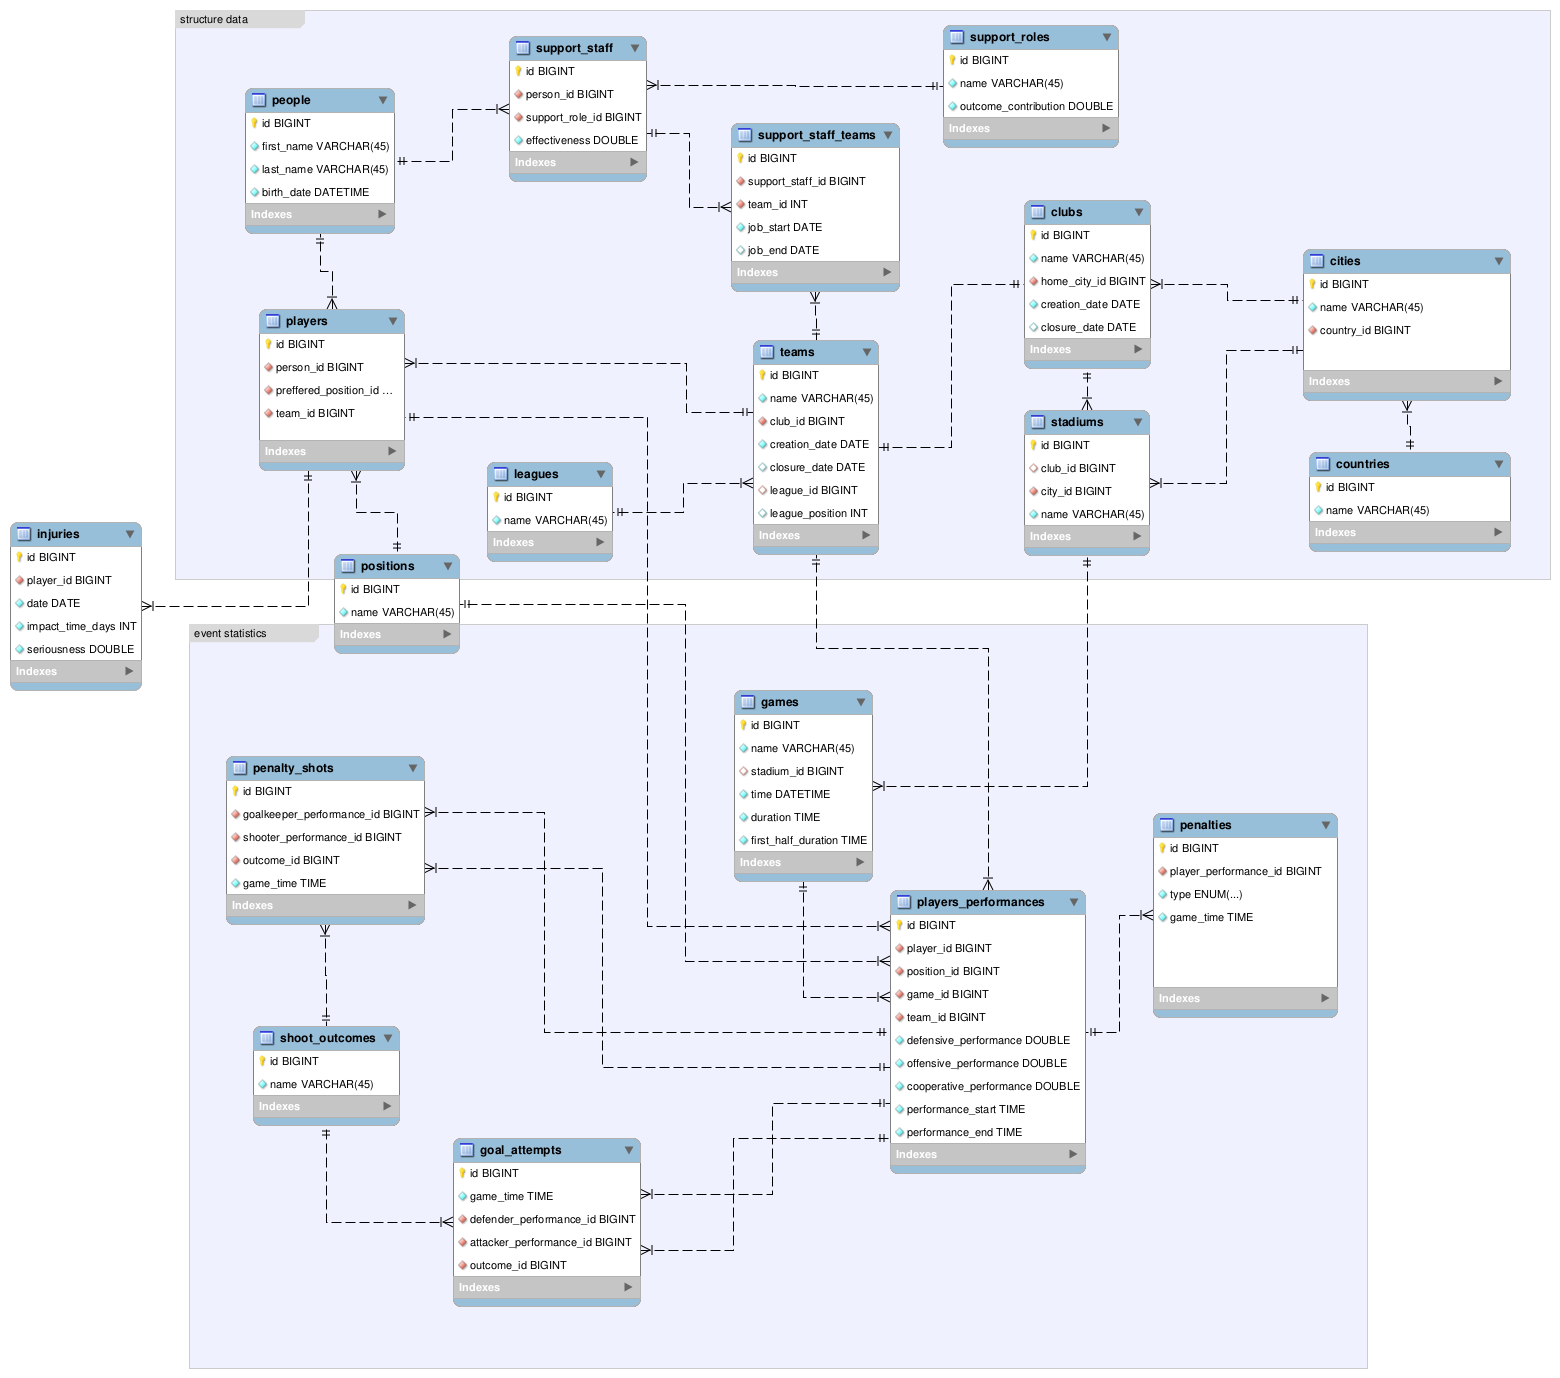 structure data
support_staff
id BIGINT
person_id BIGINT
support_role_id BIGINT
effectiveness DOUBLE
Indexes
support_roles
id BIGINT
name VARCHAR(45)
outcome_contribution DOUBLE
Indexes
people
id BIGINT
first_name VARCHAR(45)
last_name VARCHAR(45)
birth_date DATETIME
Indexes
support_staff_teams
id BIGINT
support_staff_id BIGINT
team_id INT
job_start DATE
job_end DATE
Indexes
clubs
id BIGINT
name VARCHAR(45)
home_city_id BIGINT
creation_date DATE
closure_date DATE
Indexes
cities
id BIGINT
name VARCHAR(45)
country_id BIGINT
Indexes
players
id BIGINT
person_id BIGINT
preffered_position_id ...
team_id BIGINT
Indexes
teams
id BIGINT
name VARCHAR(45)
club_id BIGINT
creation_date DATE
closure_date DATE
league_id BIGINT
league_position INT
Indexes
stadiums
id BIGINT
club_id BIGINT
city_id BIGINT
name VARCHAR(45)
Indexes
countries
id BIGINT
name VARCHAR(45)
Indexes
leagues
id BIGINT
name VARCHAR(45)
Indexes
injuries
id BIGINT
player_id BIGINT
date DATE
impact_time_days INT
seriousness DOUBLE
Indexes
positions
id BIGINT
name VARCHAR(45)
Indexes
event statistics
games
id BIGINT
name VARCHAR(45)
stadium_id BIGINT
time DATETIME
duration TIME
first_half_duration TIME
Indexes
penalty_shots
id BIGINT
goalkeeper_performance_id BIGINT
shooter_performance_id BIGINT
outcome_id BIGINT
game_time TIME
Indexes
penalties
id BIGINT
player_performance_id BIGINT
type ENUM(...)
game_time TIME
Indexes
players_performances
id BIGINT
player_id BIGINT
position_id BIGINT
game_id BIGINT
team_id BIGINT
defensive_performance DOUBLE
offensive_performance DOUBLE
cooperative_performance DOUBLE
performance_start TIME
performance_end TIME
Indexes
shoot_outcomes
id BIGINT
name VARCHAR(45)
Indexes
goal_attempts
id BIGINT
game_time TIME
defender_performance_id BIGINT
attacker_performance_id BIGINT
outcome_id BIGINT
Indexes